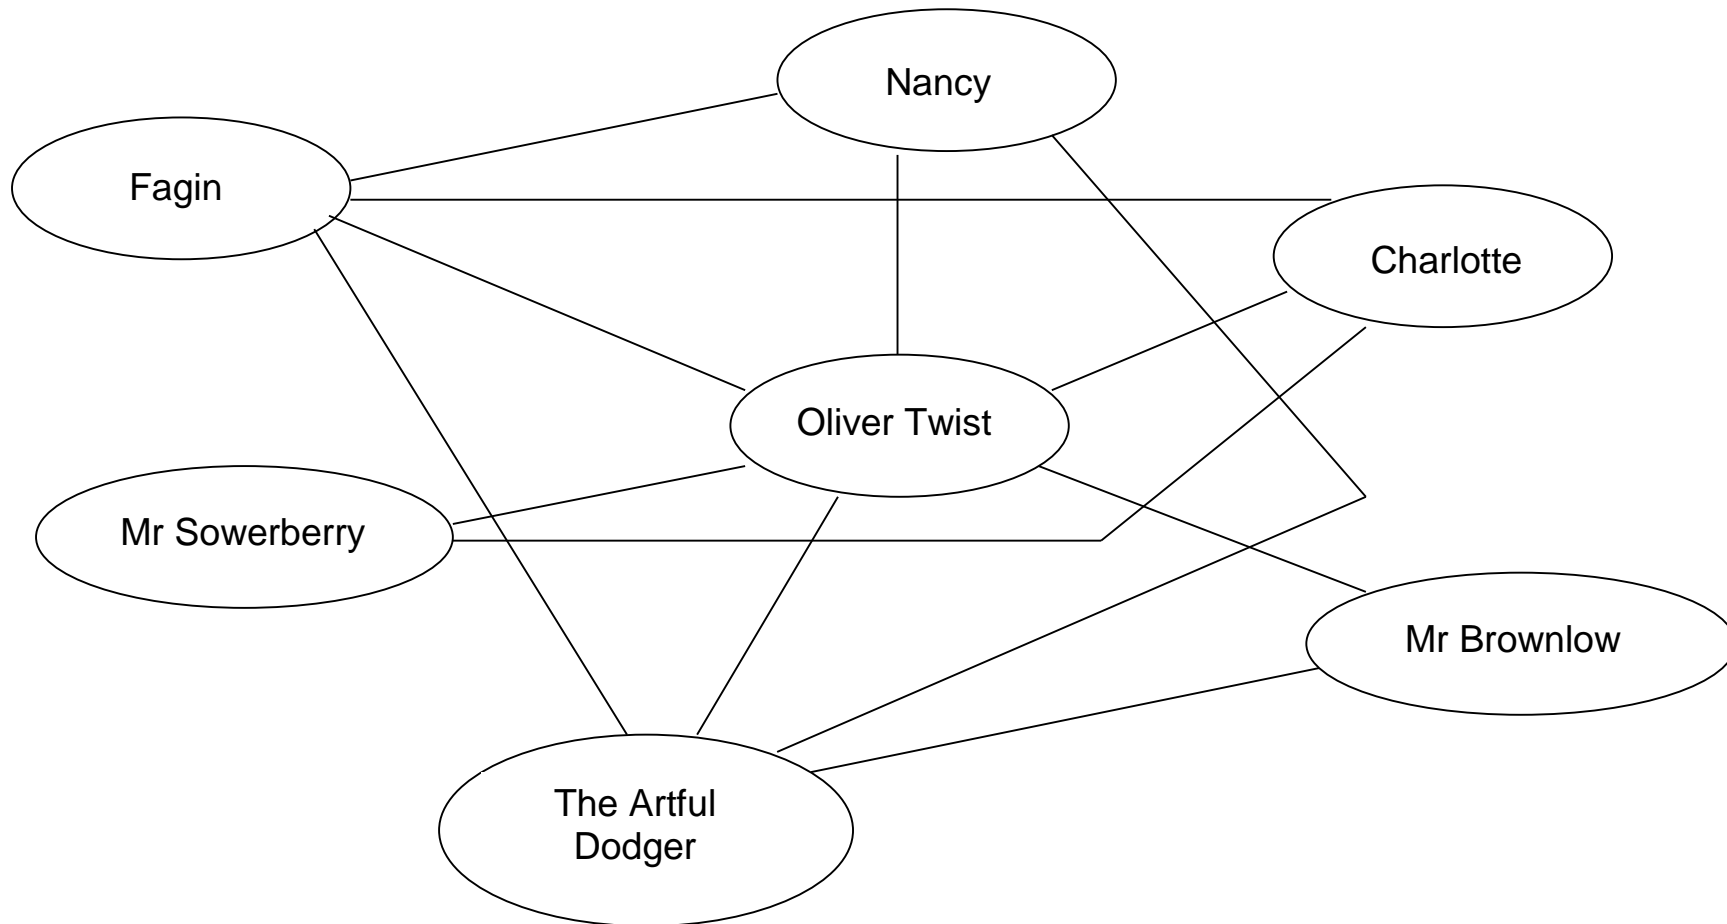 Nancy
Fagin
Charlotte
Oliver Twist
Mr Sowerberry
Mr Brownlow
The Artful
Dodger